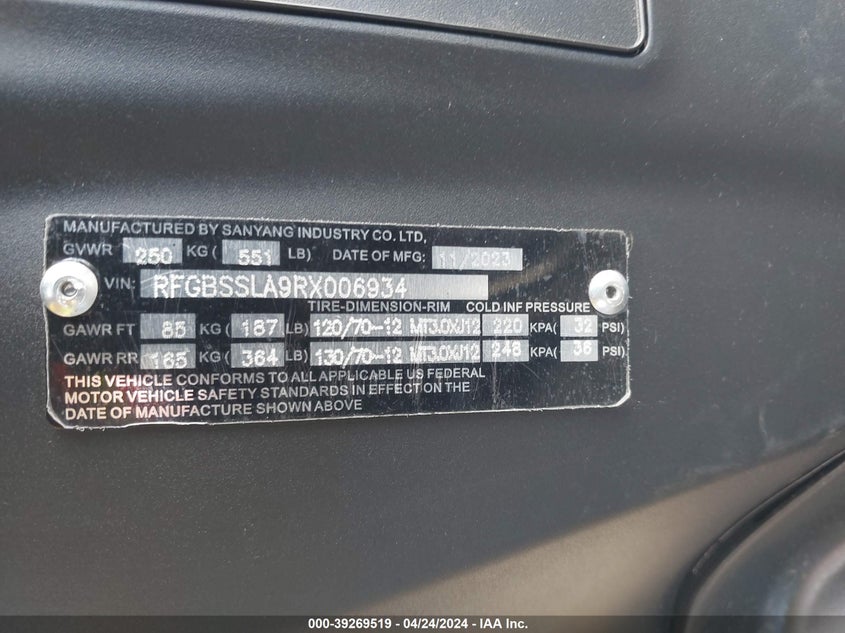 MANUFACTURED BY SANYANG INDUSTRY CO. LTD,
GVWR 250 KG ( 551 LB) DATE OF MFG: 11/2023
VIN: RFGBSSLA9RX006934
TIRE-DIMENSION-RIM COLD INF PRESSURE
GAWR FT 85 KG ( 187 LB) 120/70-12 MT3.0XJ12 220 KPA( 32 PSI)
GAWR RR 165 KG ( 364 LB) 130/70-12 MT3.0XJ12 248 KPA( 36 PSI)
THIS VEHICLE CONFORMS TO ALL APPLICABLE US FEDERAL
MOTOR VEHICLE SAFETY STANDARDS IN EFFECT ON THE
DATE OF MANUFACTURE SHOWN ABOVE
000-39269519 - 04/24/2024 - IAA Inc.